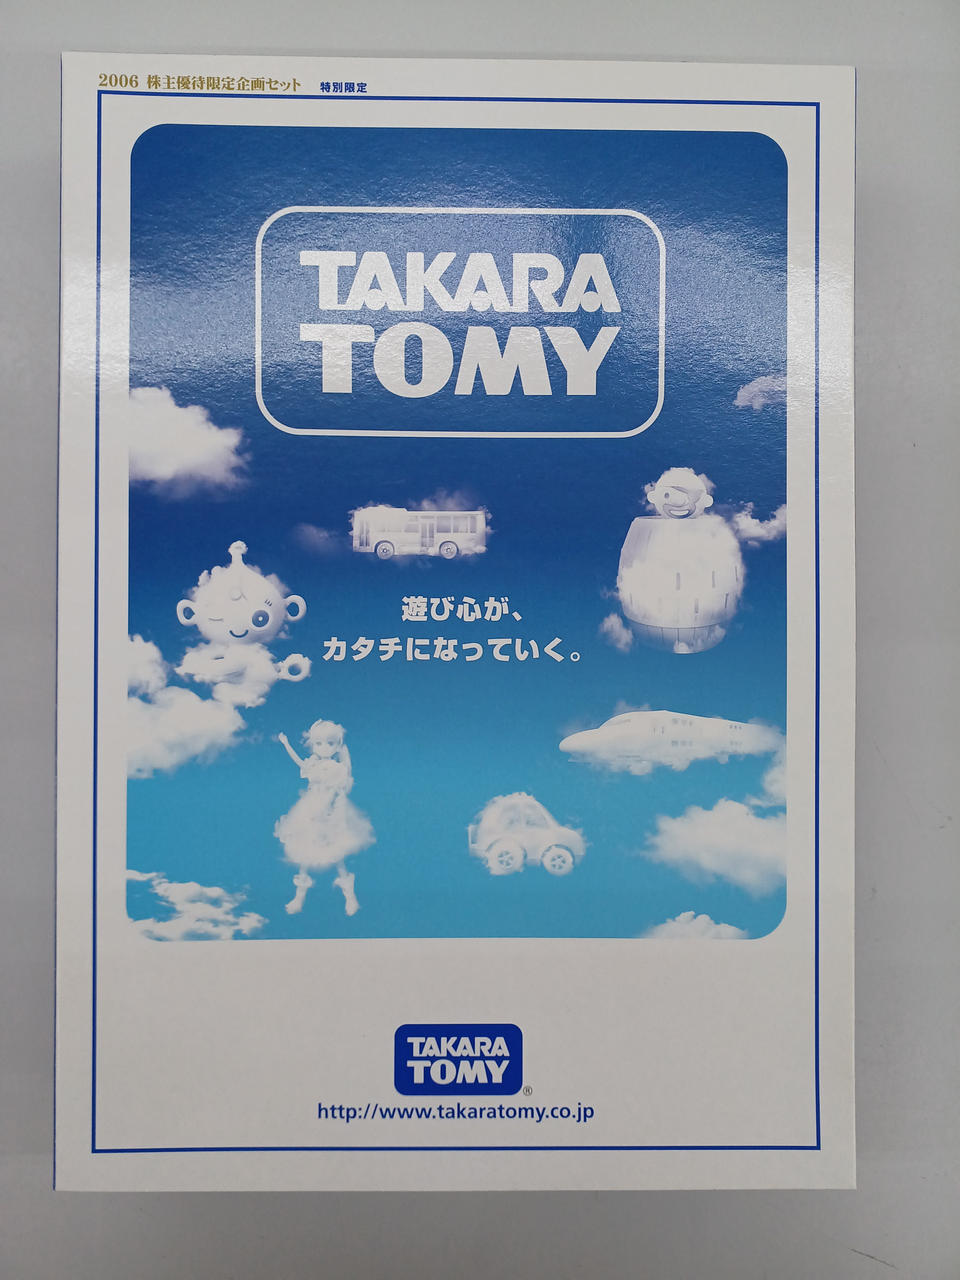 2006 株主優待限定企画セット 特別限定
TAKARA
TOMY
遊び心が、
カタチになっていく。
TAKARA
TOMY®
http://www.takaratomy.co.jp